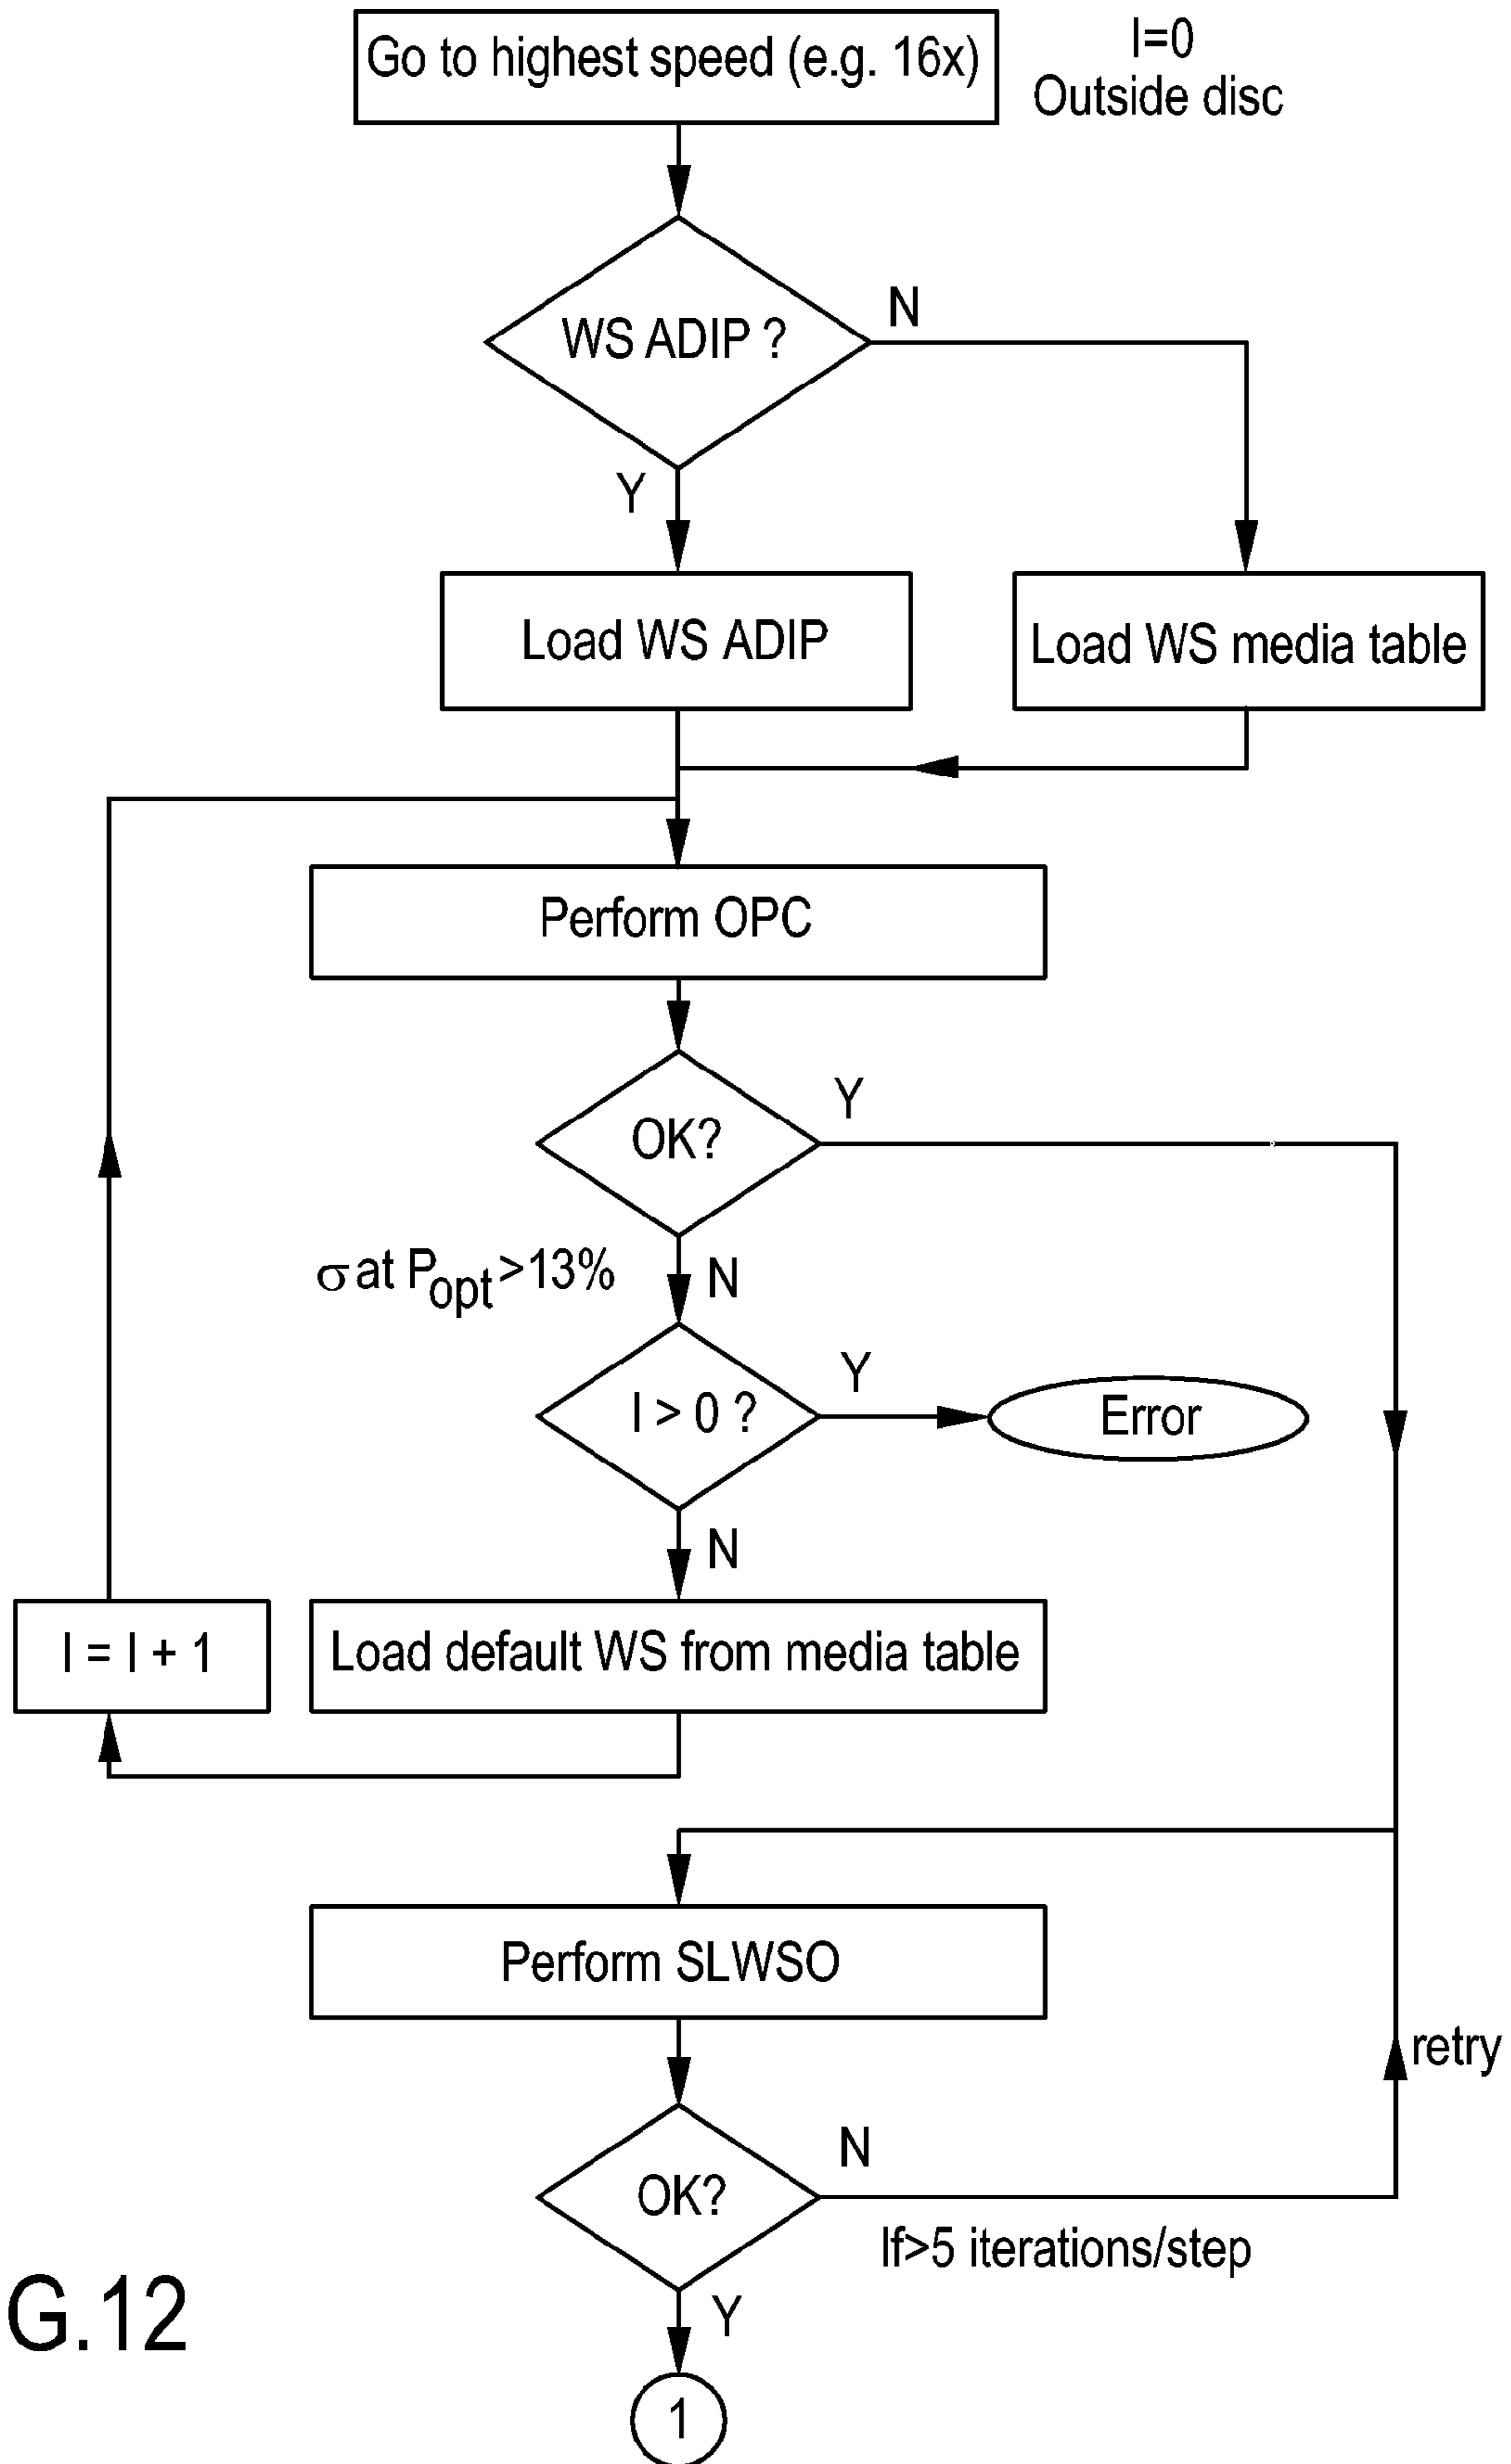 Go to highest speed (e.g. 16x)
I=0
Outside disc
WS ADIP ?
N
Y
Load WS ADIP
Load WS media table
Perform OPC
OK?
Y
σ at Popt >13%
N
I > 0 ?
Y
Error
N
I = I + 1
Load default WS from media table
Perform SLWSO
retry
OK?
N
If>5 iterations/step
Y
G.12
1